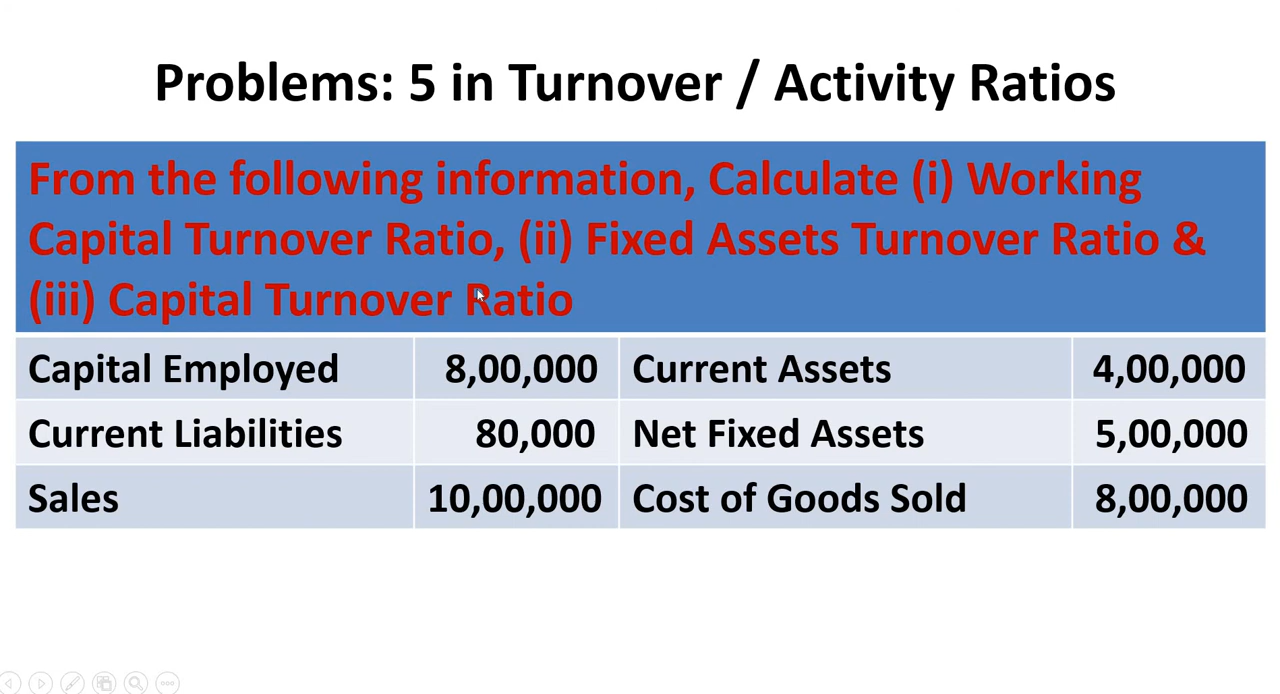 Problems: 5 in Turnover / Activity Ratios
From the following information, Calculate (i) Working
Capital Turnover Ratio, (ii) Fixed Assets Turnover Ratio &
(iii) Capital Turnover Ratio
Capital Employed 8,00,000 Current Assets 4,00,000
Current Liabilities 80,000 Net Fixed Assets 5,00,000
Sales 10,00,000 Cost of Goods Sold 8,00,000